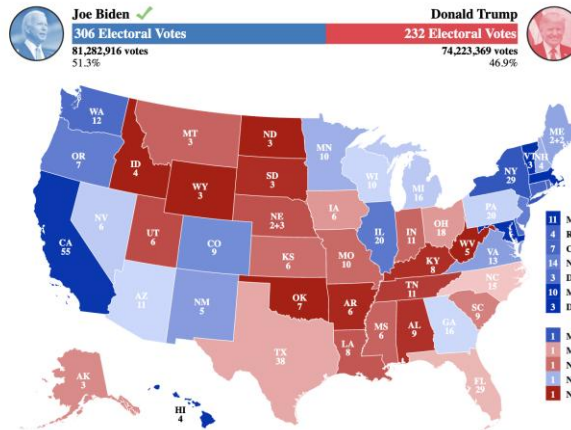 Joe Biden
Donald Trump
306 Electoral Votes
232 Electoral Votes
81,282,916 votes
74,223,369 votes
51.3%
46.9%
WA
12
OR
7
CA
55
NV
6
ID
4
MT
3
WY
3
UT
6
AZ
11
CO
9
NM
5
ND
3
SD
3
NE
2+3
KS
6
OK
7
TX
38
MN
10
IA
6
MO
10
AR
6
LA
8
WI
10
IL
20
MI
16
IN
11
OH
18
KY
8
TN
11
MS
6
AL
9
GA
16
FL
29
SC
9
NC
15
VA
13
WV
5
PA
20
NY
29
VT
3
NH
4
ME
2+2
AK
3
HI
4
11 M
4 R
7 C
14 N
3 D
10 M
3 D
1 M
1 M
1 N
1 N
1 N